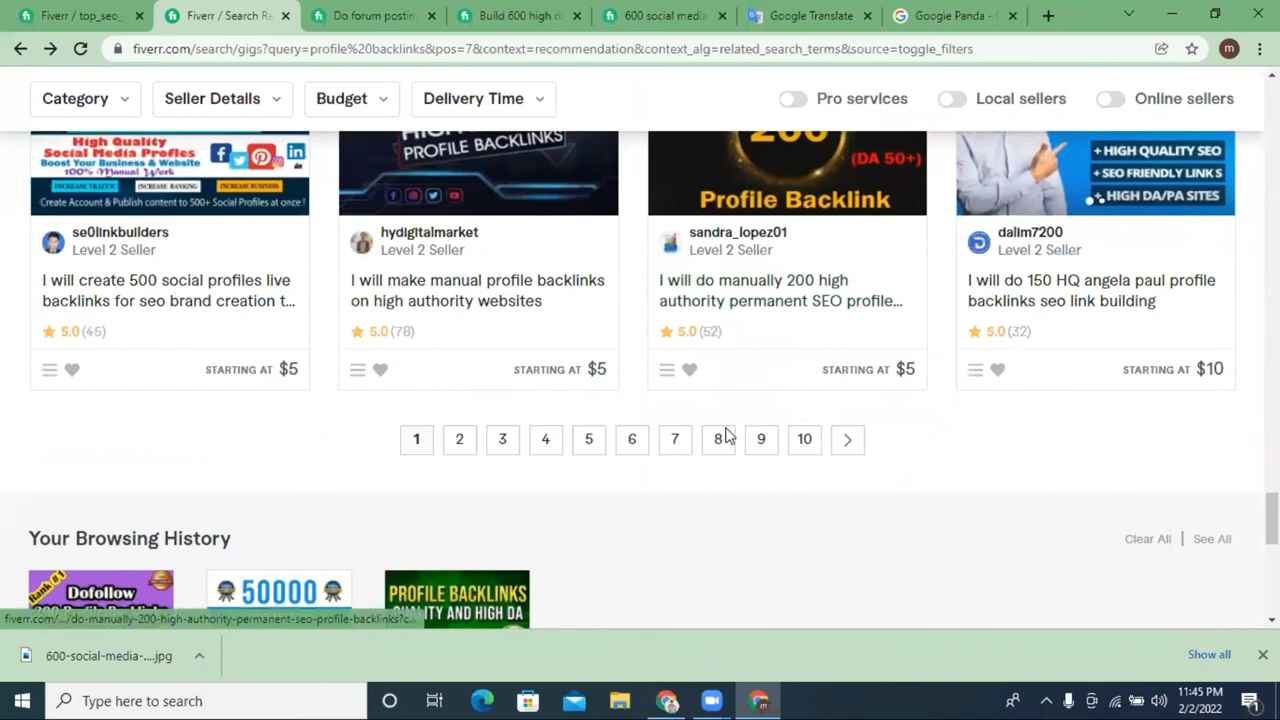 Fiverr / top_seo_
Fiverr / Search Re
Do forum posting
Build 600 high d
600 social media
Google Translate
Google Panda -
fiverr.com/search/gigs?query=profile%20backlinks&pos=7&context=recommendation&context_alg=related_search_terms&source=toggle_filters
m
Category
Seller Details
Budget
Delivery Time
Pro services
Local sellers
Online sellers
High Quality
Social Media Profles
Boost Your Business & Website
100% Manual Work
INCREASE TRAFFIC INCREASE RANKING INCREASE BUSINESS
Create Account & Publish content to 500+ Social Profiles at once !
PROFILE BACKLINKS
200
(DA 50+)
Profile Backlink
+ HIGH QUALITY SEO
+ SEO FRIENDLY LINKS
+ HIGH DA/PA SITES
se0linkbuilders
Level 2 Seller
I will create 500 social profiles live
backlinks for seo brand creation t...
5.0 (45)
STARTING AT $5
hydigitalmarket
Level 2 Seller
I will make manual profile backlinks
on high authority websites
5.0 (78)
STARTING AT $5
sandra_lopez01
Level 2 Seller
I will do manually 200 high
authority permanent SEO profile...
5.0 (52)
STARTING AT $5
dalim7200
Level 2 Seller
I will do 150 HQ angela paul profile
backlinks seo link building
5.0 (32)
STARTING AT $10
1 2 3 4 5 6 7 8 9 10
Your Browsing History
Clear All | See All
Rank #1
Dofollow
50000
PROFILE BACKLINKS
QUALITY AND HIGH DA
fiverr.com/.../do-manually-200-high-authority-permanent-seo-profile-backlinks?c...
600-social-media-....jpg
Show all
Type here to search
11:45 PM
2/2/2022